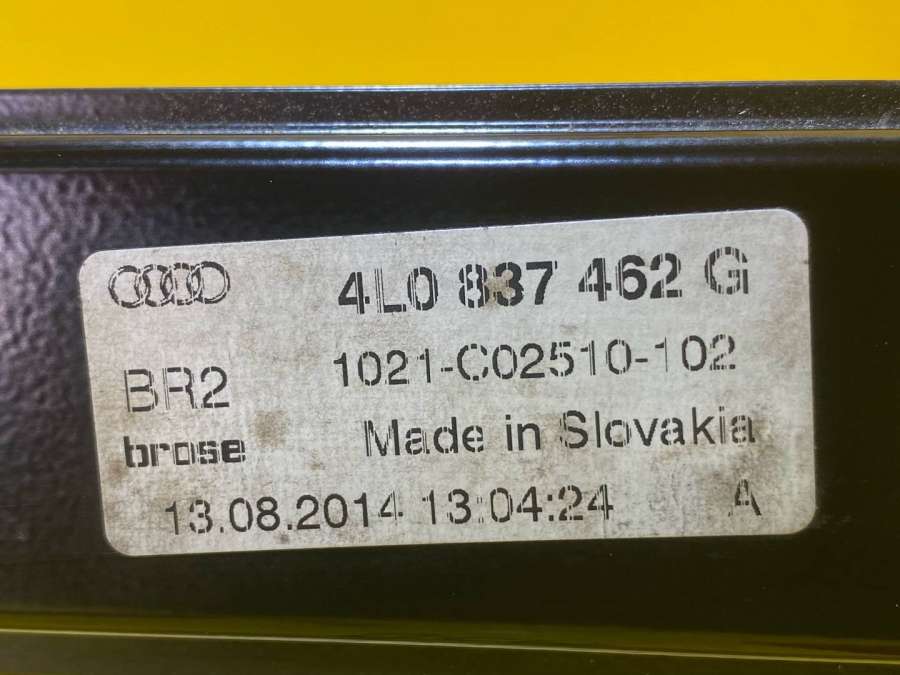 4L0 837 462 G
BR2 1021-C02510-102
brose Made in Slovakia
13.08.2014 13:04:24 A